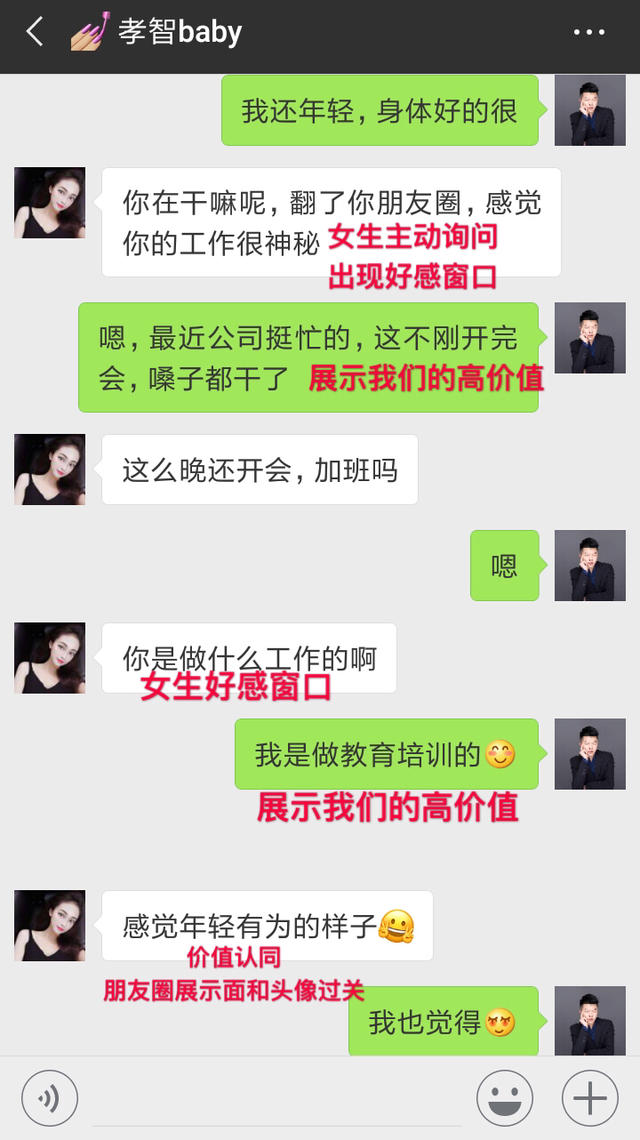 孝智baby
我还年轻，身体好的很
你在干嘛呢，翻了你朋友圈，感觉
你的工作很神秘
女生主动询问
出现好感窗口
嗯，最近公司挺忙的，这不刚开完
会，嗓子都干了
展示我们的高价值
这么晚还开会，加班吗
嗯
你是做什么工作的啊
女生好感窗口
我是做教育培训的😊
展示我们的高价值
感觉年轻有为的样子🤗
价值认同
朋友圈展示面和头像过关
我也觉得😏